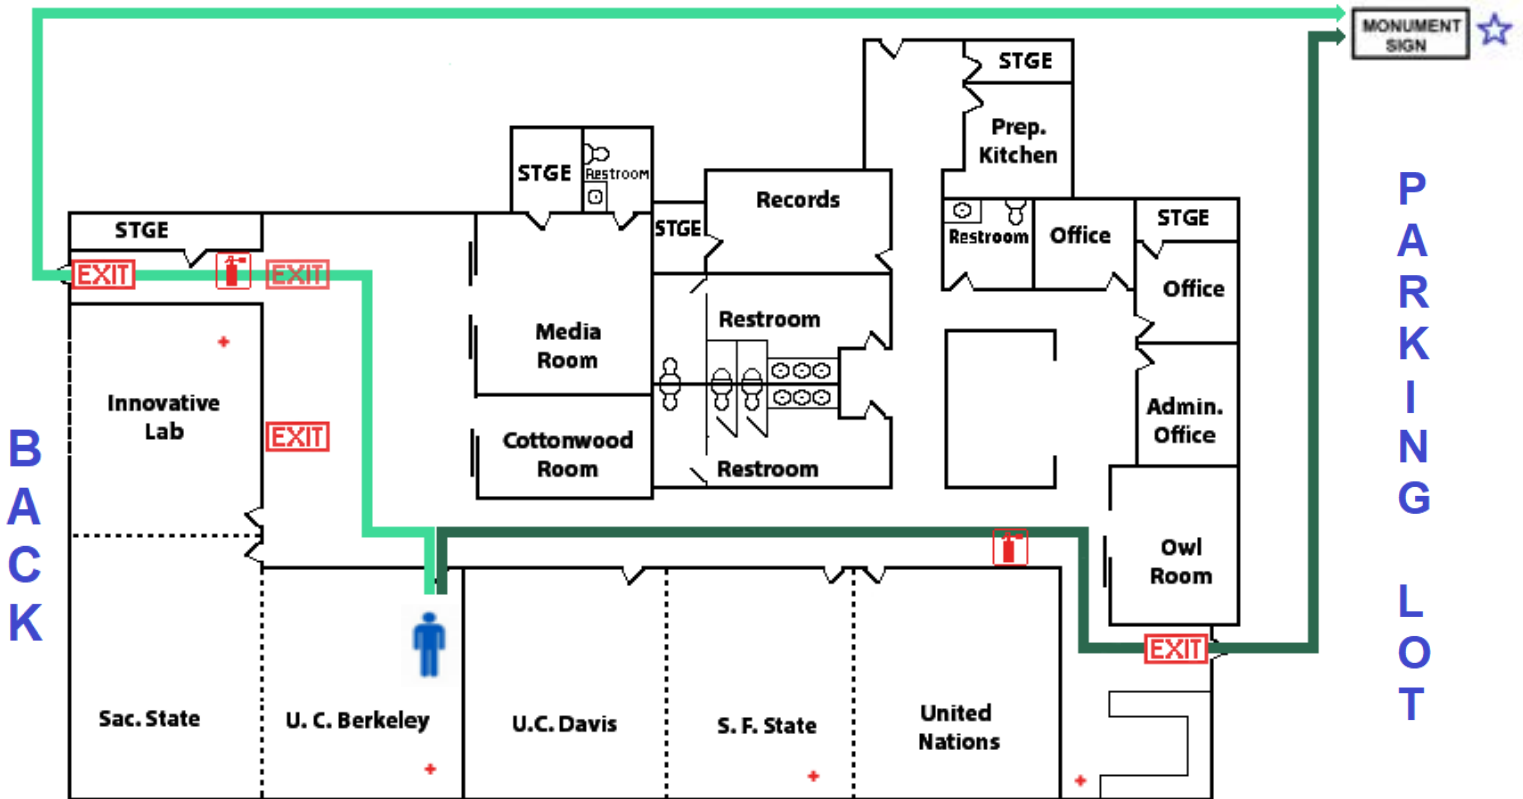 MONUMENT
SIGN
STGE
Prep.
Kitchen
STGE
Restroom
Records
STGE
STGE
STGE
Restroom
Office
Office
EXIT
EXIT
Media
Room
Restroom
Innovative
Lab
EXIT
Cottonwood
Room
Restroom
Admin.
Office
Owl
Room
EXIT
Sac. State
U. C. Berkeley
U.C. Davis
S. F. State
United
Nations
B
A
C
K
P
A
R
K
I
N
G
L
O
T